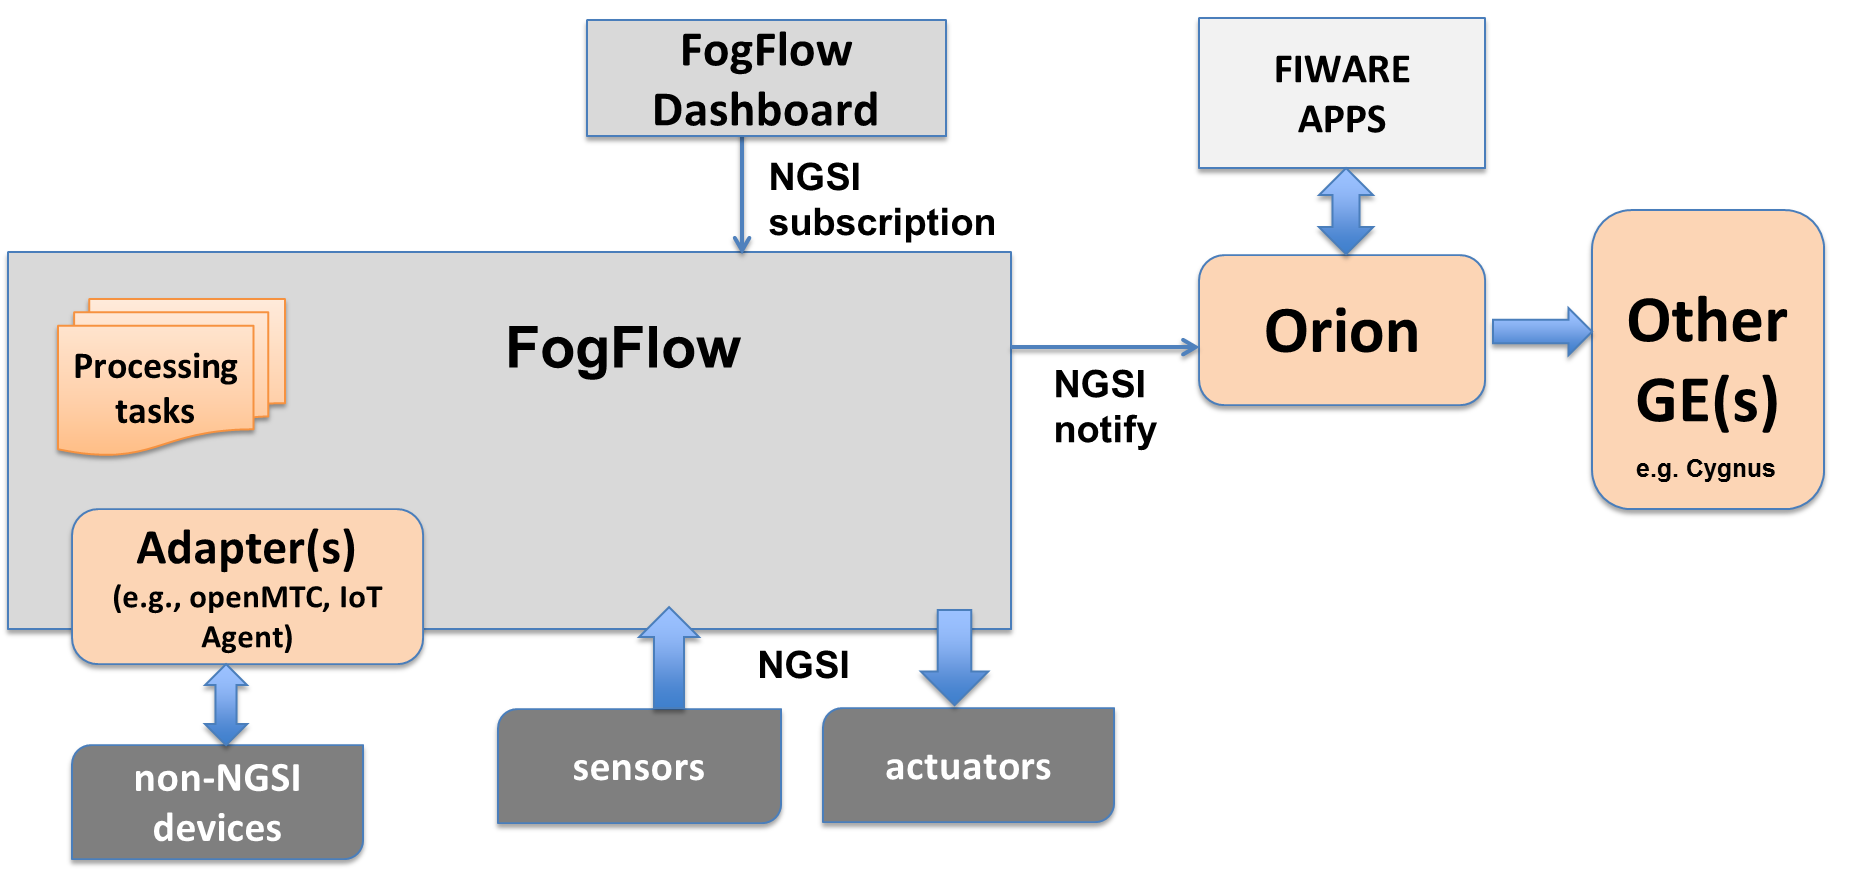 FogFlow
Dashboard
FIWARE
APPS
NGSI
subscription
FogFlow
Processing
tasks
Orion
Other
GE(s)
e.g. Cygnus
NGSI
notify
Adapter(s)
(e.g., openMTC, IoT
Agent)
NGSI
non-NGSI
devices
sensors
actuators